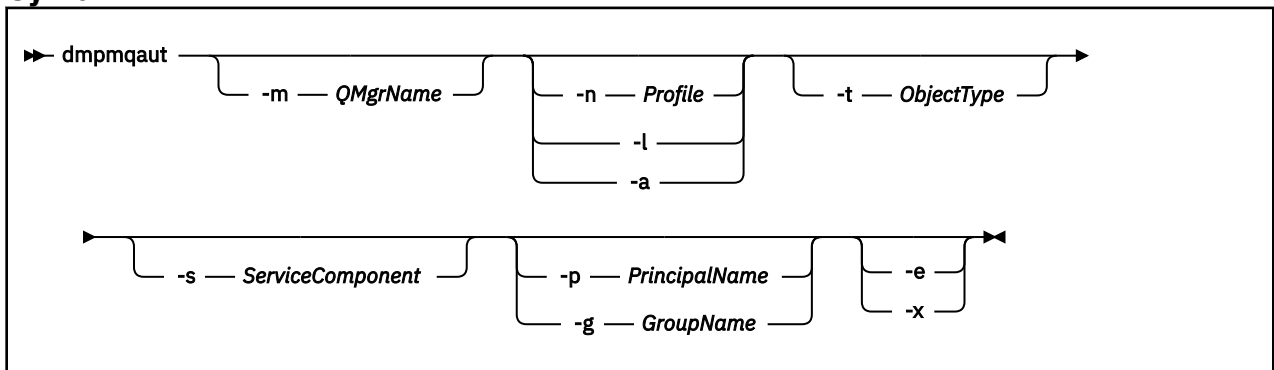 dmpmqaut -m QMgrName -n Profile -t ObjectType
-l
-a
-s ServiceComponent -p PrincipalName -e
-g GroupName -x